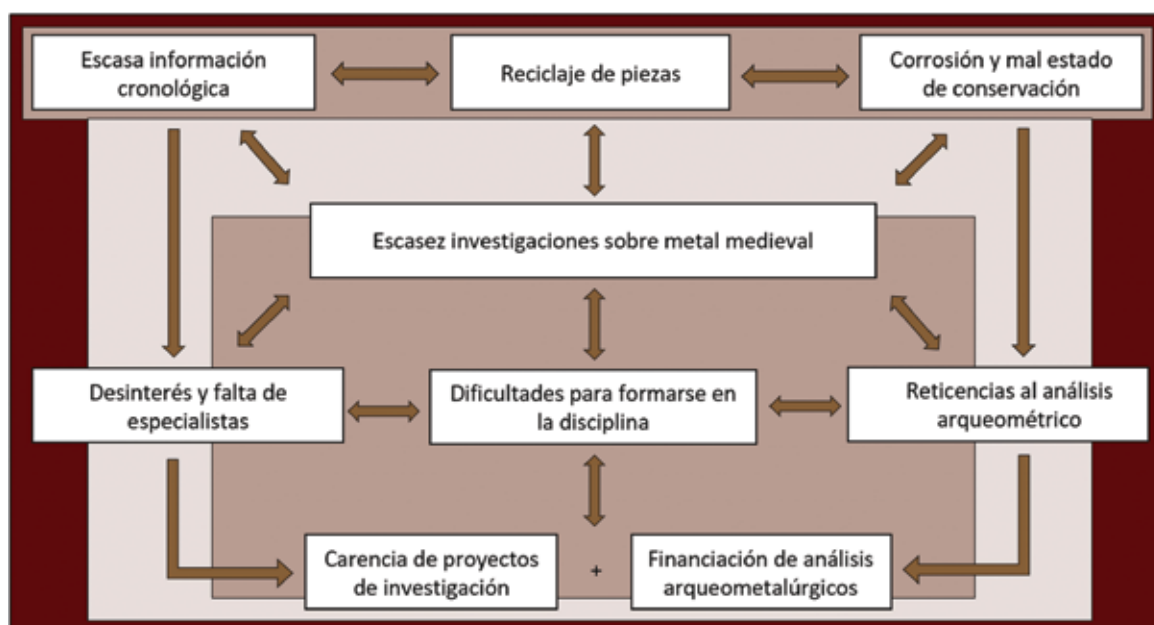 Escasa información
cronológica
Reciclaje de piezas
Corrosión y mal estado
de conservación
Escasez investigaciones sobre metal medieval
Desinterés y falta de
especialistas
Dificultades para formarse en
la disciplina
Reticencias al análisis
arqueométrico
Carencia de proyectos
de investigación
+
Financiación de análisis
arqueometalúrgicos